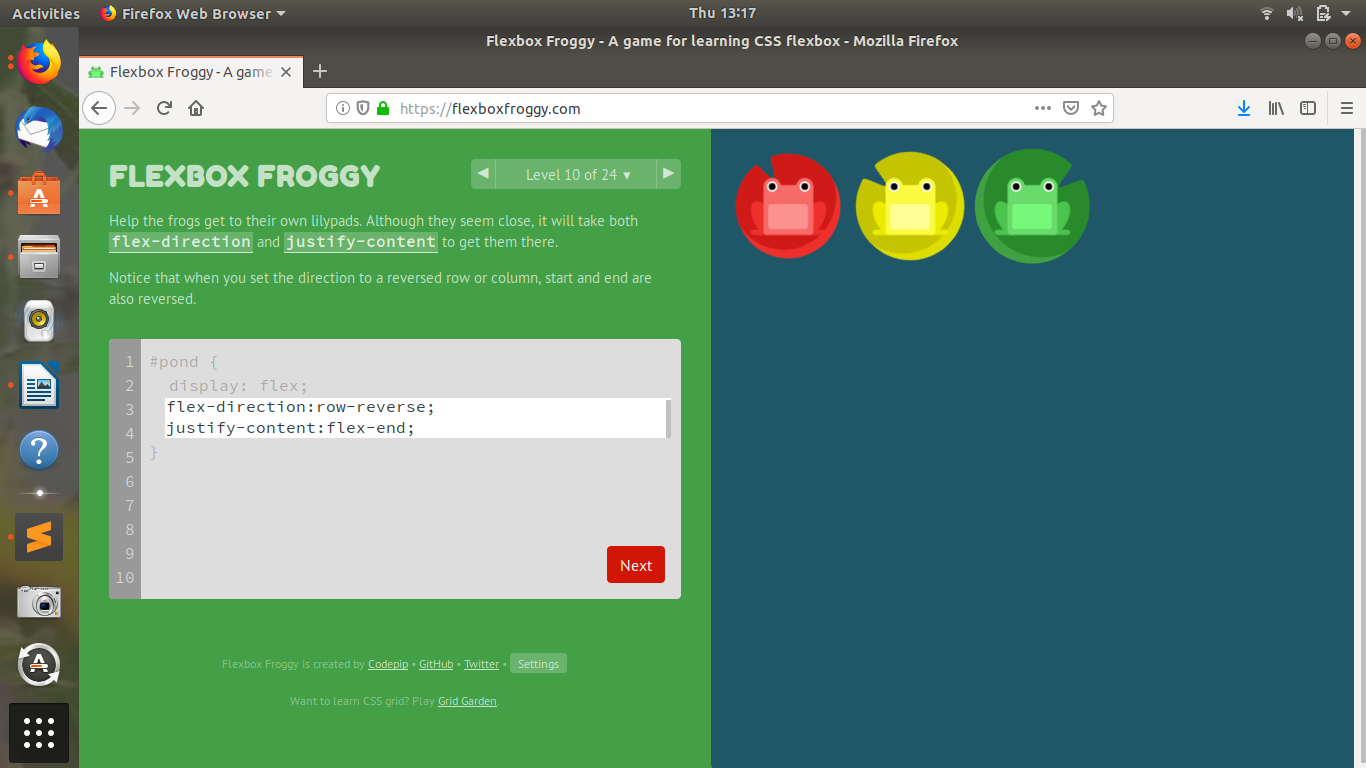 Activities Firefox Web Browser Thu 13:17
Flexbox Froggy - A game for learning CSS flexbox - Mozilla Firefox
Flexbox Froggy - A game
https://flexboxfroggy.com
FLEXBOX FROGGY
◀ Level 10 of 24 ▾ ▶
Help the frogs get to their own lilypads. Although they seem close, it will take both
flex-direction and justify-content to get them there.
Notice that when you set the direction to a reversed row or column, start and end are
also reversed.
1 #pond {
2 display: flex;
3 flex-direction:row-reverse;
4 justify-content:flex-end;
5 }
6
7
8
9
10
Next
Flexbox Froggy is created by Codepip • GitHub • Twitter • Settings
Want to learn CSS grid? Play Grid Garden.